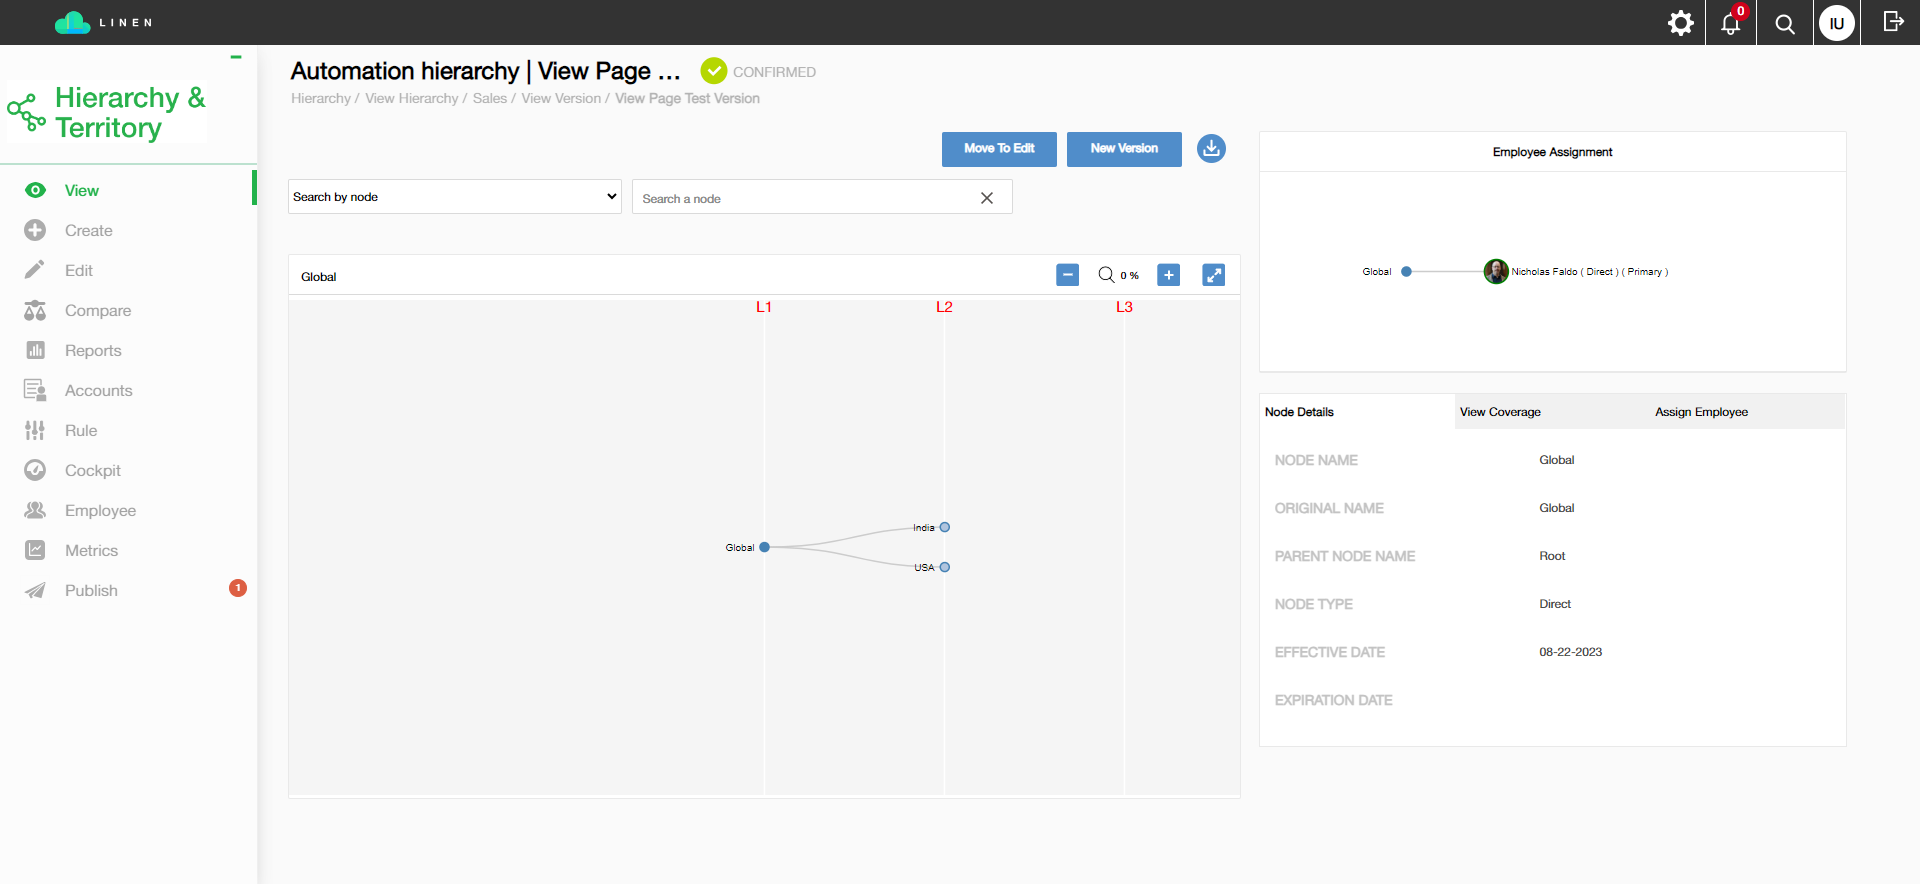 LINEN
0
IU
Hierarchy &
Territory
View
Create
Edit
Compare
Reports
Accounts
Rule
Cockpit
Employee
Metrics
Publish
1
Automation hierarchy | View Page ...
CONFIRMED
Hierarchy / View Hierarchy / Sales / View Version / View Page Test Version
Move To Edit
New Version
Search by node
Search a node
Global
0 %
L1
L2
L3
Global
India
USA
Employee Assignment
Global
Nicholas Faldo ( Direct ) ( Primary )
Node Details
View Coverage
Assign Employee
NODE NAME
Global
ORIGINAL NAME
Global
PARENT NODE NAME
Root
NODE TYPE
Direct
EFFECTIVE DATE
08-22-2023
EXPIRATION DATE